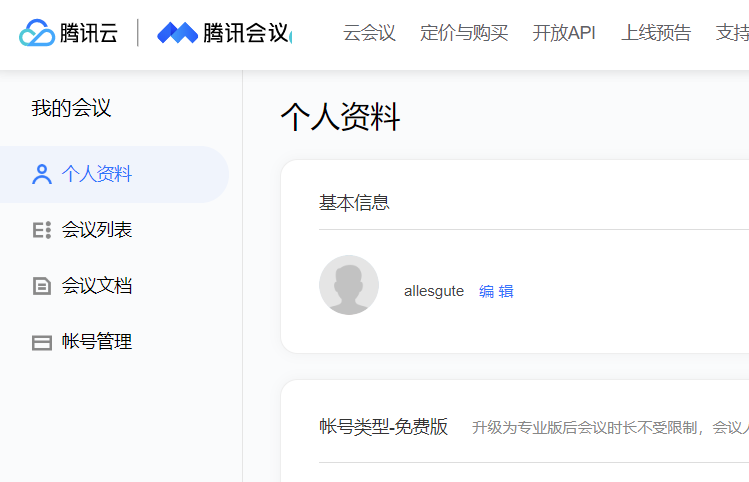 腾讯云 腾讯会议 云会议 定价与购买 开放API 上线预告 支持
我的会议
个人资料
会议列表
会议文档
帐号管理
个人资料
基本信息
allesgute 编 辑
帐号类型-免费版 升级为专业版后会议时长不受限制，会议